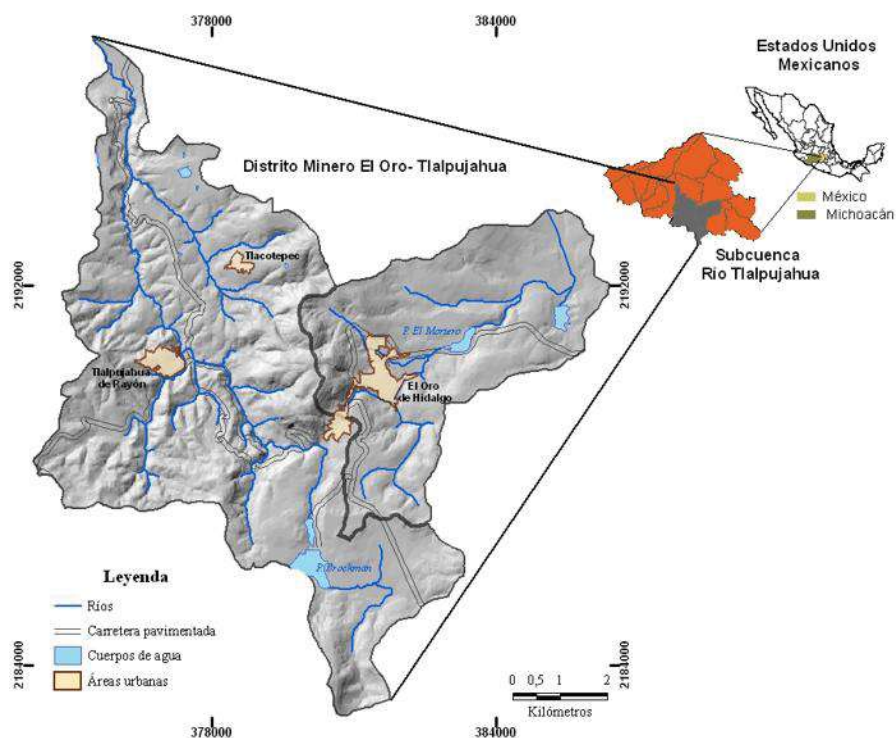 378000
384000
Estados Unidos
Mexicanos
Distrito Minero El Oro- Tlalpujahua
México
Michoacán
Subcuenca
Río Tlalpujahua
Tlacotepec
2192000
2192000
P. El Mortero
Tlalpujahua
de Rayón
El Oro
de Hidalgo
P. Brockman
Leyenda
Ríos
Carretera pavimentada
Cuerpos de agua
Áreas urbanas
2184000
2184000
0 0,5 1 2
Kilómetros
378000
384000